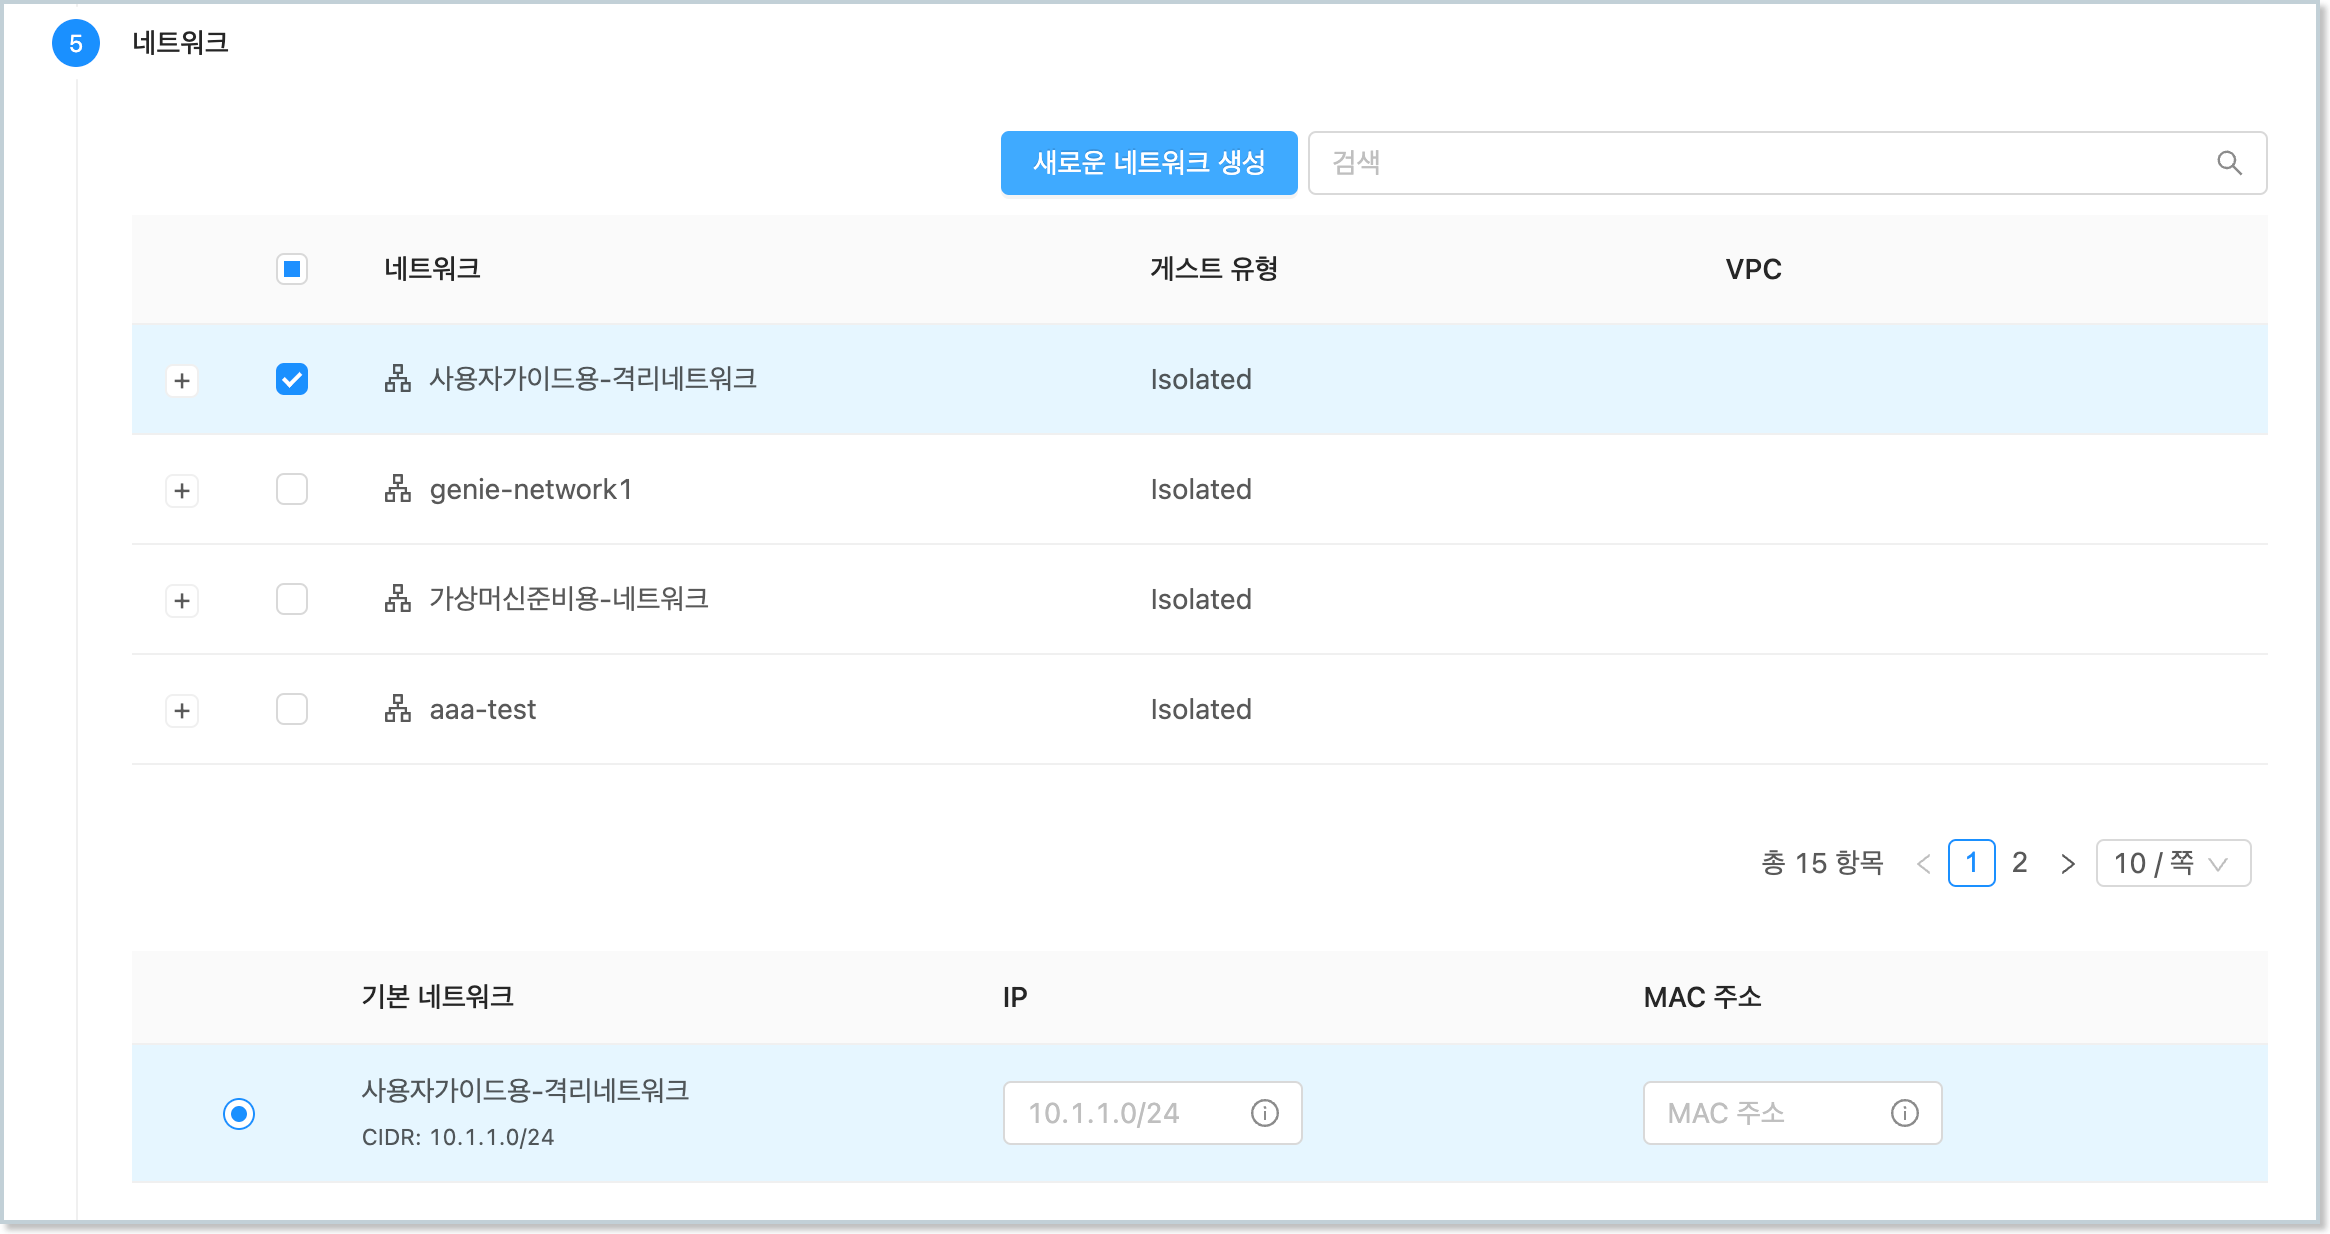 5 네트워크
새로운 네트워크 생성 검색
네트워크 게스트 유형 VPC
사용자가이드용-격리네트워크 Isolated
genie-network1 Isolated
가상머신준비용-네트워크 Isolated
aaa-test Isolated
총 15 항목 < 1 2 > 10 / 쪽
기본 네트워크 IP MAC 주소
사용자가이드용-격리네트워크 10.1.1.0/24 MAC 주소
CIDR: 10.1.1.0/24